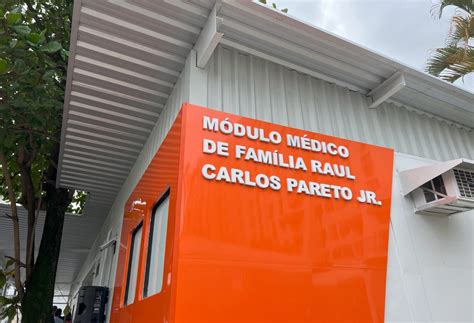 MÓDULO MÉDICO
DE FAMÍLIA RAUL
CARLOS PARETO JR.